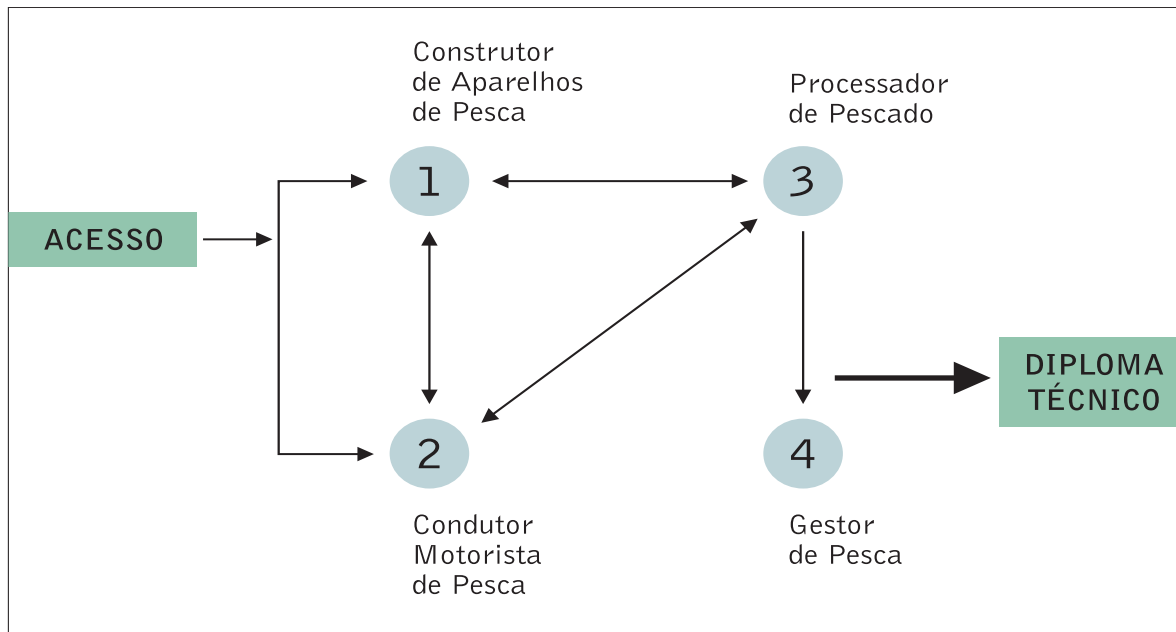 Construtor
de Aparelhos
de Pesca
Processador
de Pescado
1
3
ACESSO
DIPLOMA
TÉCNICO
2
4
Condutor
Motorista
de Pesca
Gestor
de Pesca